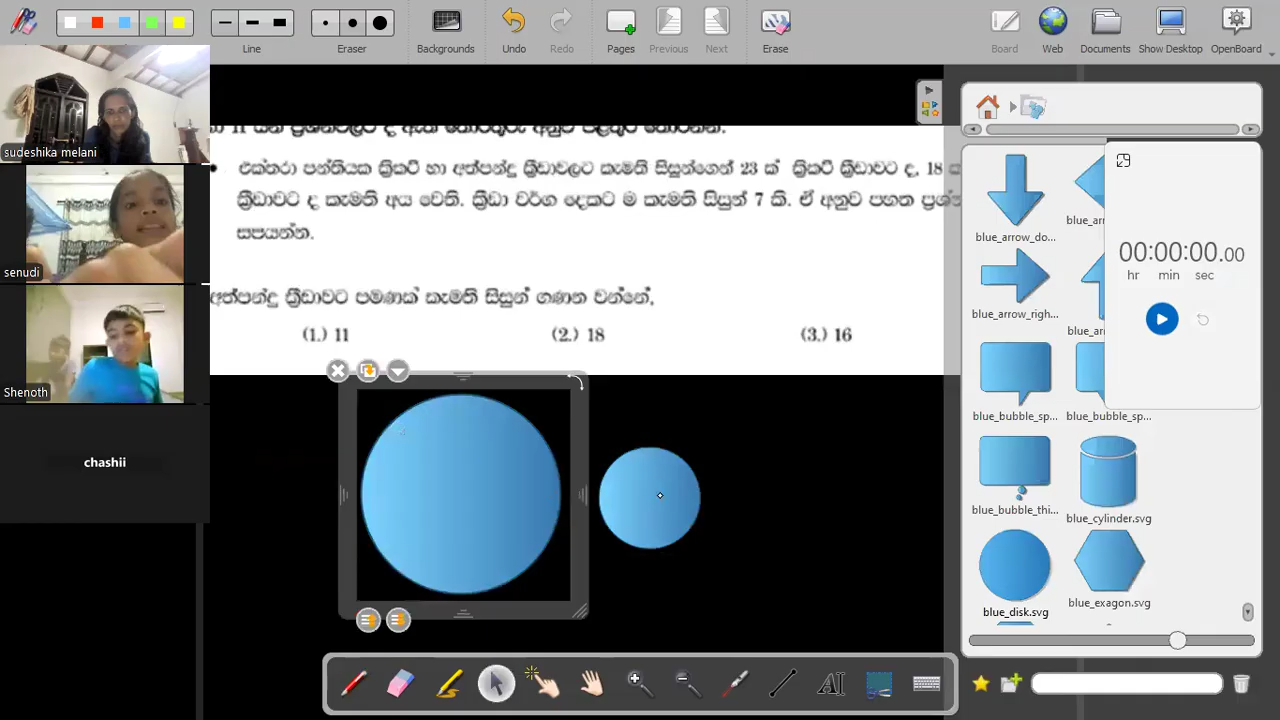 Line
Eraser
Backgrounds
Undo
Redo
Pages
Previous
Next
Erase
Board
Web
Documents
Show Desktop
OpenBoard
sudeshika melani
senudi
Shenoth
chashii
11 යන ප්‍රශ්නවලට ද ඇති තොරතුරු අනුව පිළිතුරු තෝරන්න.
• එක්තරා පන්තියක ක්‍රිකට් හා අත්පන්දු ක්‍රීඩාවලට කැමති සිසුන්ගෙන් 23 ක් ක්‍රිකට් ක්‍රීඩාවට ද, 18
ක්‍රීඩාවට ද කැමති අය වෙති. ක්‍රීඩා වර්ග දෙකට ම කැමති සිසුන් 7 කි. ඒ අනුව පහත
සපයන්න.
අත්පන්දු ක්‍රීඩාවට පමණක් කැමති සිසුන් ගණන වන්නේ,
(1.) 11 (2.) 18 (3.) 16
blue_arrow_do...
blue_arr
blue_arrow_righ...
blue_arr
blue_bubble_sp...
blue_bubble_sp...
blue_bubble_thi...
blue_cylinder.svg
blue_disk.svg
blue_exagon.svg
00:00:00.00
hr min sec
AI